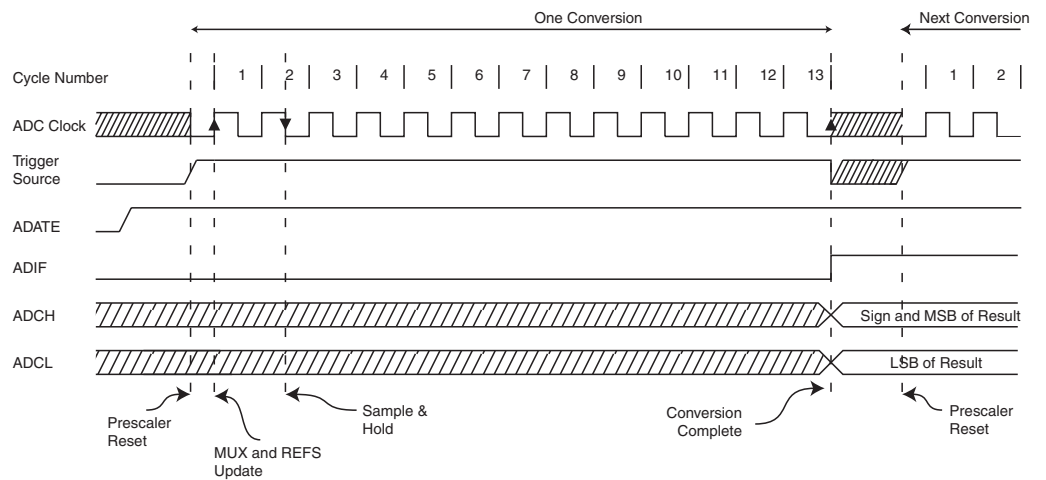 One Conversion
Next Conversion
Cycle Number
1 2 3 4 5 6 7 8 9 10 11 12 13 1 2
ADC Clock
Trigger
Source
ADATE
ADIF
ADCH
Sign and MSB of Result
ADCL
LSB of Result
Prescaler
Reset
MUX and REFS
Update
Sample &
Hold
Conversion
Complete
Prescaler
Reset